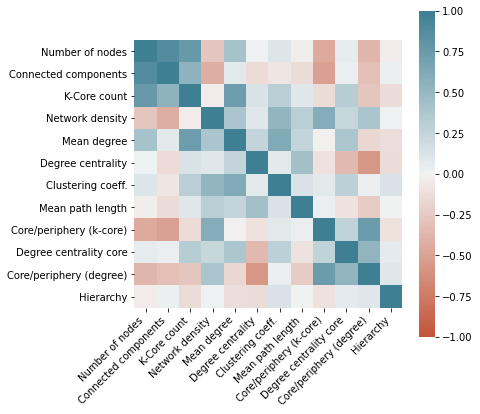 Number of nodes
Connected components
K-Core count
Network density
Mean degree
Degree centrality
Clustering coeff.
Mean path length
Core/periphery (k-core)
Degree centrality core
Core/periphery (degree)
Hierarchy
Number of nodes
Connected components
K-Core count
Network density
Mean degree
Degree centrality
Clustering coeff.
Mean path length
Core/periphery (k-core)
Degree centrality core
Core/periphery (degree)
Hierarchy
1.00
0.75
0.50
0.25
0.00
−0.25
−0.50
−0.75
−1.00